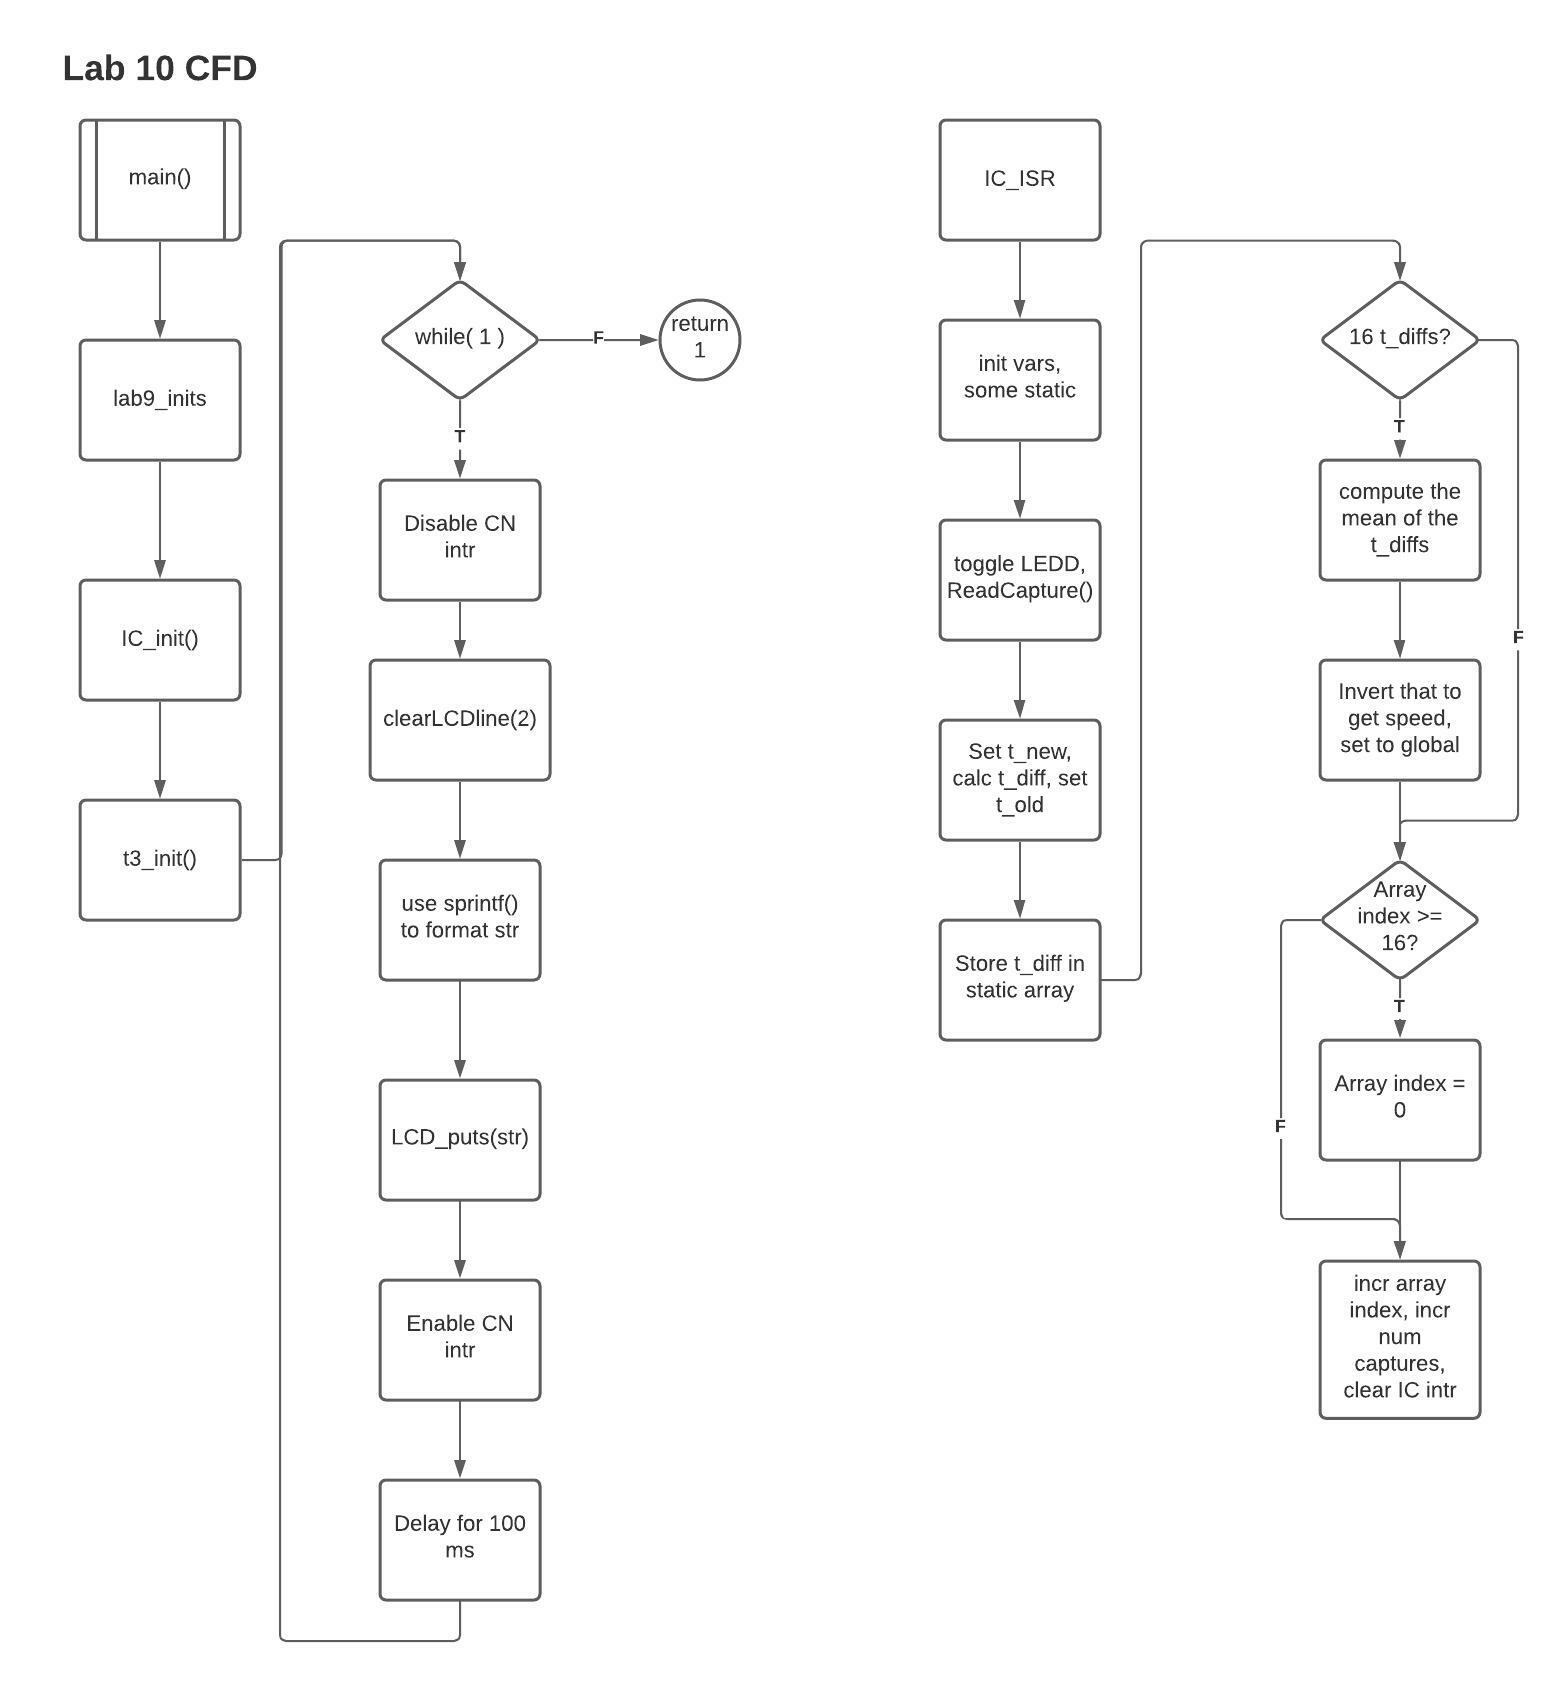 Lab 10 CFD
main()
lab9_inits
IC_init()
t3_init()
while( 1 )
F
return
1
T
Disable CN
intr
clearLCDline(2)
use sprintf()
to format str
LCD_puts(str)
Enable CN
intr
Delay for 100
ms
IC_ISR
init vars,
some static
toggle LEDD,
ReadCapture()
Set t_new,
calc t_diff, set
t_old
Store t_diff in
static array
16 t_diffs?
T
compute the
mean of the
t_diffs
F
Invert that to
get speed,
set to global
Array
index >=
16?
T
Array index =
0
F
incr array
index, incr
num
captures,
clear IC intr